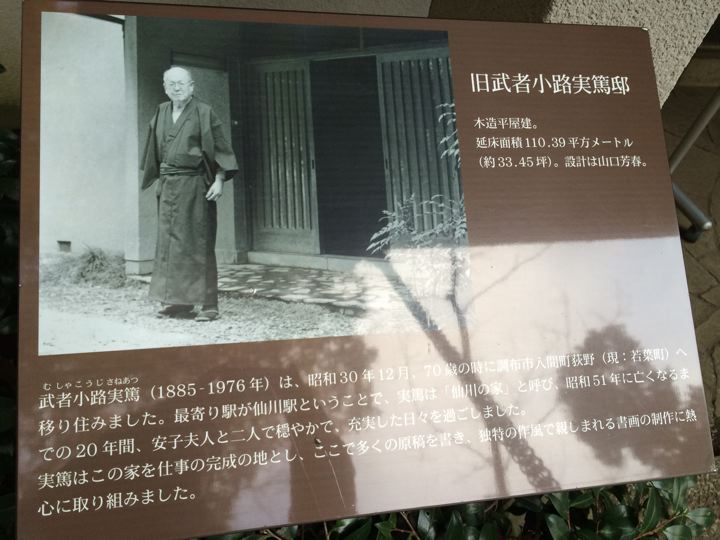 旧武者小路実篤邸
木造平屋建。
延床面積110.39平方メートル
（約33.45坪）。設計は山口芳春。
むしゃこうじさねあつ
武者小路実篤（1885-1976年）は、昭和30年12月、70歳の時に調布市入間町荻野（現：若葉町）へ
移り住みました。最寄り駅が仙川駅ということで、実篤は「仙川の家」と呼び、昭和51年に亡くなるま
での20年間、安子夫人と二人で穏やかで、充実した日々を過ごしました。
実篤はこの家を仕事の完成の地とし、ここで多くの原稿を書き、独特の作風で親しまれる書画の制作に熱
心に取り組みました。